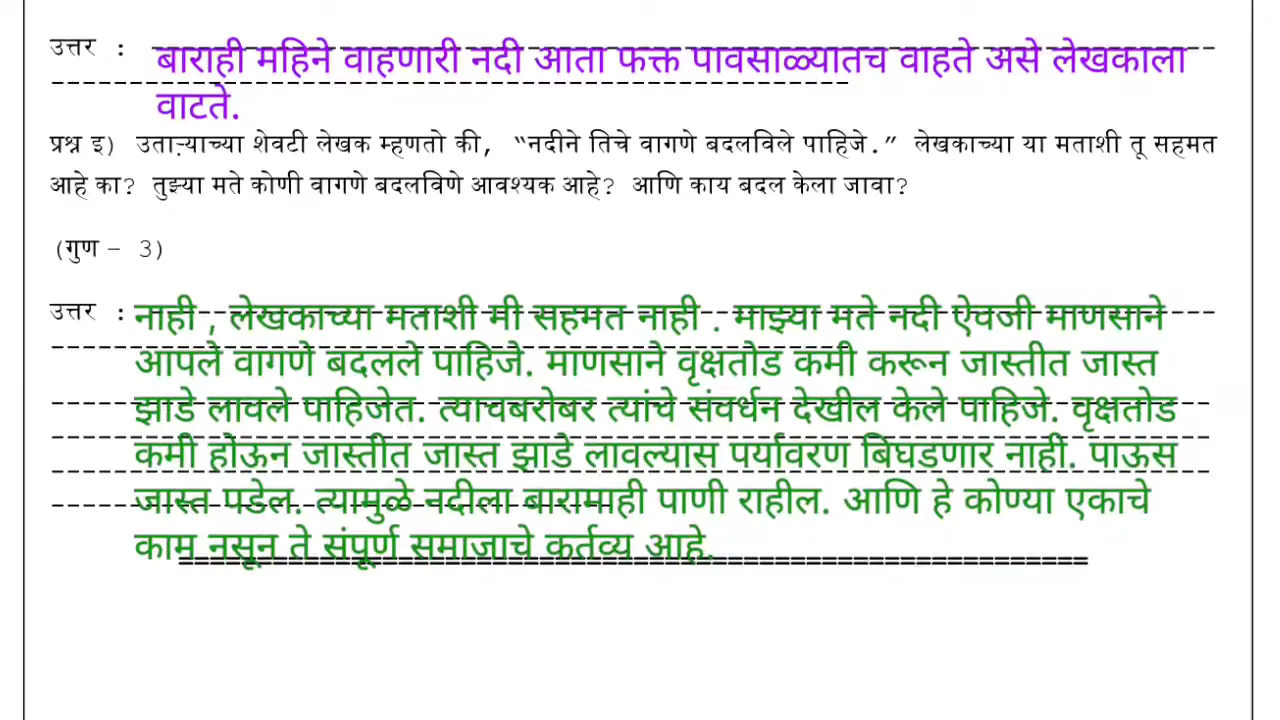 उत्तर : बाराही महिने वाहणारी नदी आता फक्त पावसाळ्यातच वाहते असे लेखकाला
वाटते.
प्रश्न इ) उताऱ्याच्या शेवटी लेखक म्हणतो की, “नदीने तिचे वागणे बदलविले पाहिजे.” लेखकाच्या या मताशी तू सहमत
आहे का? तुझ्या मते कोणी वागणे बदलविणे आवश्यक आहे? आणि काय बदल केला जावा?
(गुण – 3)
उत्तर : नाही , लेखकाच्या मताशी मी सहमत नाही . माझ्या मते नदी ऐवजी माणसाने
आपले वागणे बदलले पाहिजे. माणसाने वृक्षतोड कमी करून जास्तीत जास्त
झाडे लावले पाहिजेत. त्याचबरोबर त्यांचे संवर्धन देखील केले पाहिजे. वृक्षतोड
कमी होऊन जास्तीत जास्त झाडे लावल्यास पर्यावरण बिघडणार नाही. पाऊस
जास्त पडेल. त्यामुळे नदीला बारामाही पाणी राहील. आणि हे कोण्या एकाचे
काम नसून ते संपूर्ण समाजाचे कर्तव्य आहे.